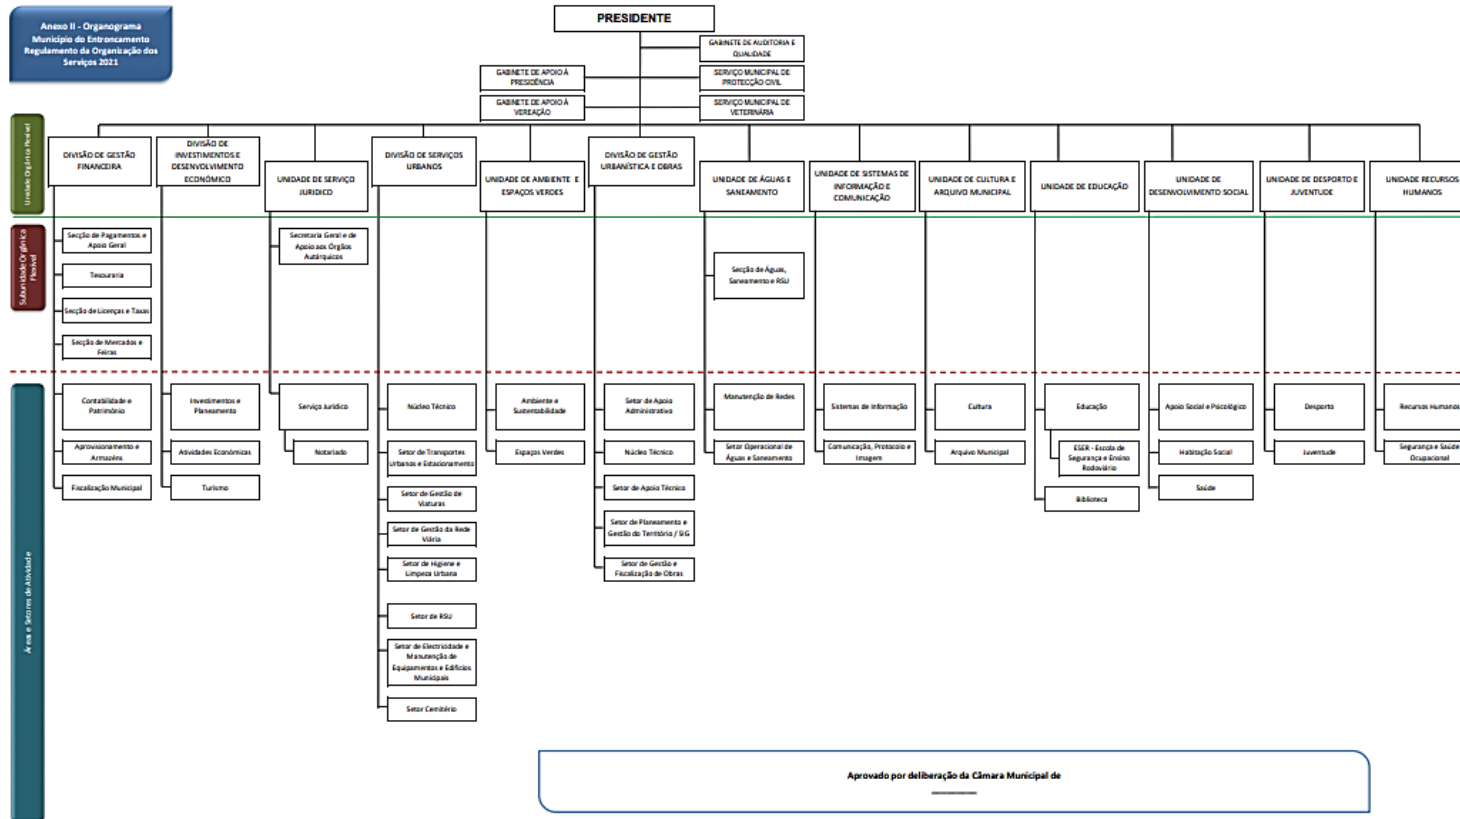 Anexo II - Organograma
Município do Entroncamento
Regulamento da Organização dos
Serviços 2021
PRESIDENTE
GABINETE DE AUDITORIA E
QUALIDADE
GABINETE DE APOIO À
PRESIDÊNCIA
SERVIÇO MUNICIPAL DE
PROTECÇÃO CIVIL
GABINETE DE APOIO À
VEREAÇÃO
SERVIÇO MUNICIPAL DE
VETERINÁRIA
Unidade Orgânica Flexível
DIVISÃO DE GESTÃO
FINANCEIRA
DIVISÃO DE
INVESTIMENTOS E
DESENVOLVIMENTO
ECONÓMICO
UNIDADE DE SERVIÇO
JURIDICO
DIVISÃO DE SERVIÇOS
URBANOS
UNIDADE DE AMBIENTE E
ESPAÇOS VERDES
DIVISÃO DE GESTÃO
URBANÍSTICA E OBRAS
UNIDADE DE ÁGUAS E
SANEAMENTO
UNIDADE DE SISTEMAS DE
INFORMAÇÃO E
COMUNICAÇÃO
UNIDADE DE CULTURA E
ARQUIVO MUNICIPAL
UNIDADE DE EDUCAÇÃO
UNIDADE DE
DESENVOLVIMENTO SOCIAL
UNIDADE DE DESPORTO E
JUVENTUDE
UNIDADE RECURSOS
HUMANOS
Subunidade Orgânica
Flexível
Secção de Pagamentos e
Apoio Geral
Tesouraria
Secção de Licenças e Taxas
Secção de Mercados e
Feiras
Secretaria Geral e de
Apoio aos Órgãos
Autárquicos
Secção de Águas,
Saneamento e RSU
Áreas e Setores de Atividade
Contabilidade e
Património
Aprovisionamento e
Armazéns
Fiscalização Municipal
Investimentos e
Planeamento
Atividades Económicas
Turismo
Serviço Jurídico
Notariado
Núcleo Técnico
Setor de Transportes
Urbanos e Estacionamento
Setor de Gestão de
Viaturas
Setor de Gestão da Rede
Viária
Setor de Higiene e
Limpeza Urbana
Setor de RSU
Setor de Electricidade e
Manutenção de
Equipamentos e Edifícios
Municipais
Setor Cemitério
Ambiente e
Sustentabilidade
Espaços Verdes
Setor de Apoio
Administrativo
Núcleo Técnico
Setor de Apoio Técnico
Setor de Planeamento e
Gestão do Território / SIG
Setor de Gestão e
Fiscalização de Obras
Manutenção de Redes
Setor Operacional de
Águas e Saneamento
Sistemas de Informação
Comunicação, Protocolo e
Imagem
Cultura
Arquivo Municipal
Educação
ESER - Escola de
Segurança e Ensino
Rodoviário
Biblioteca
Apoio Social e Psicológico
Habitação Social
Saúde
Desporto
Juventude
Recursos Humanos
Segurança e Saúde
Ocupacional
Aprovado por deliberação da Câmara Municipal de